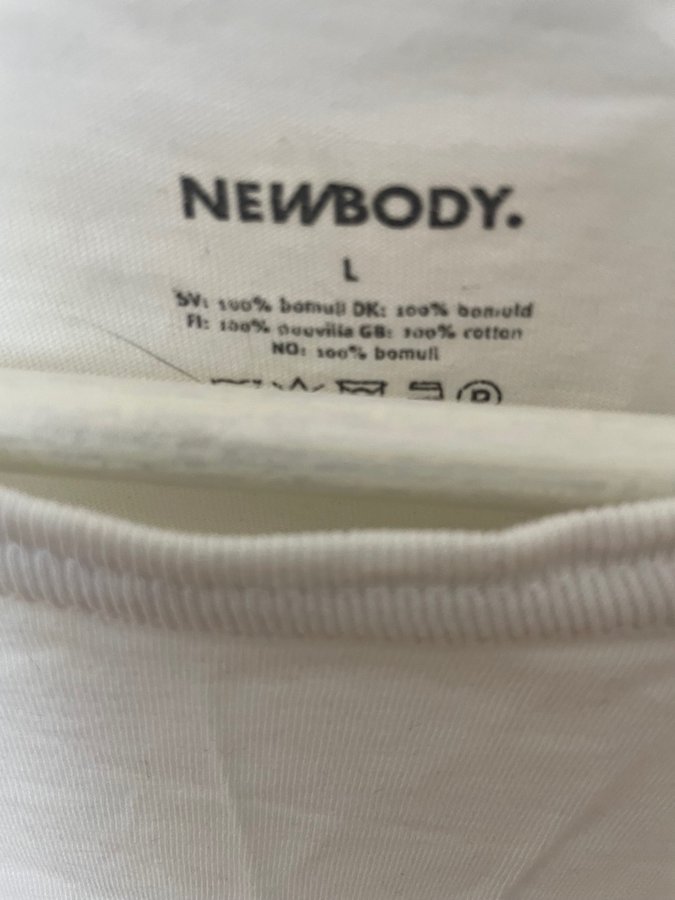 NEWBODY.
L
SV: 100% bomull DK: 100% bomuld
FI: 100% puuvilla GB: 100% cotton
NO: 100% bomull
P